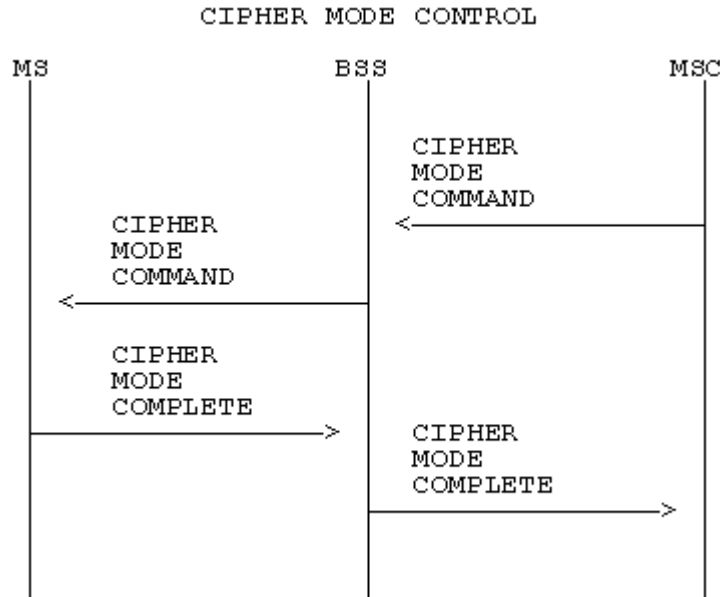 CIPHER MODE CONTROL
MS BSS MSC
CIPHER
MODE
COMMAND
CIPHER
MODE
COMMAND
CIPHER
MODE
COMPLETE
CIPHER
MODE
COMPLETE